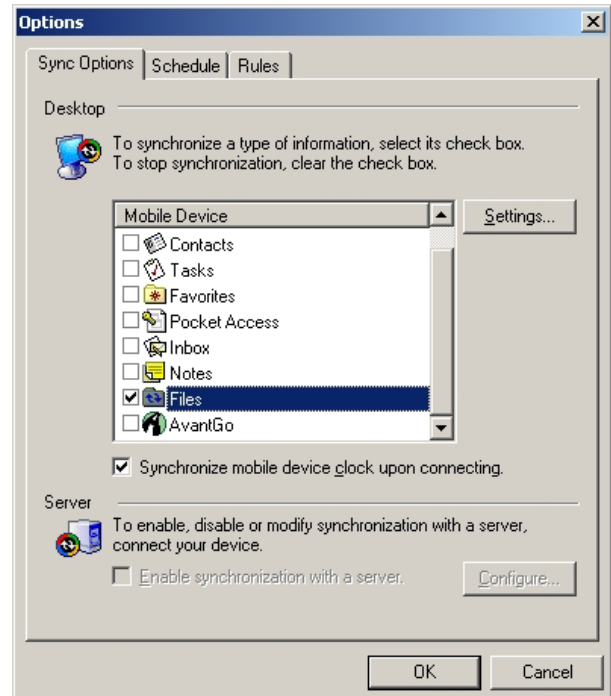 Options
Sync Options Schedule Rules
Desktop
To synchronize a type of information, select its check box.
To stop synchronization, clear the check box.
Mobile Device
Settings...
Contacts
Tasks
Favorites
Pocket Access
Inbox
Notes
Files
AvantGo
Synchronize mobile device clock upon connecting.
Server
To enable, disable or modify synchronization with a server,
connect your device.
Enable synchronization with a server.
Configure...
OK Cancel